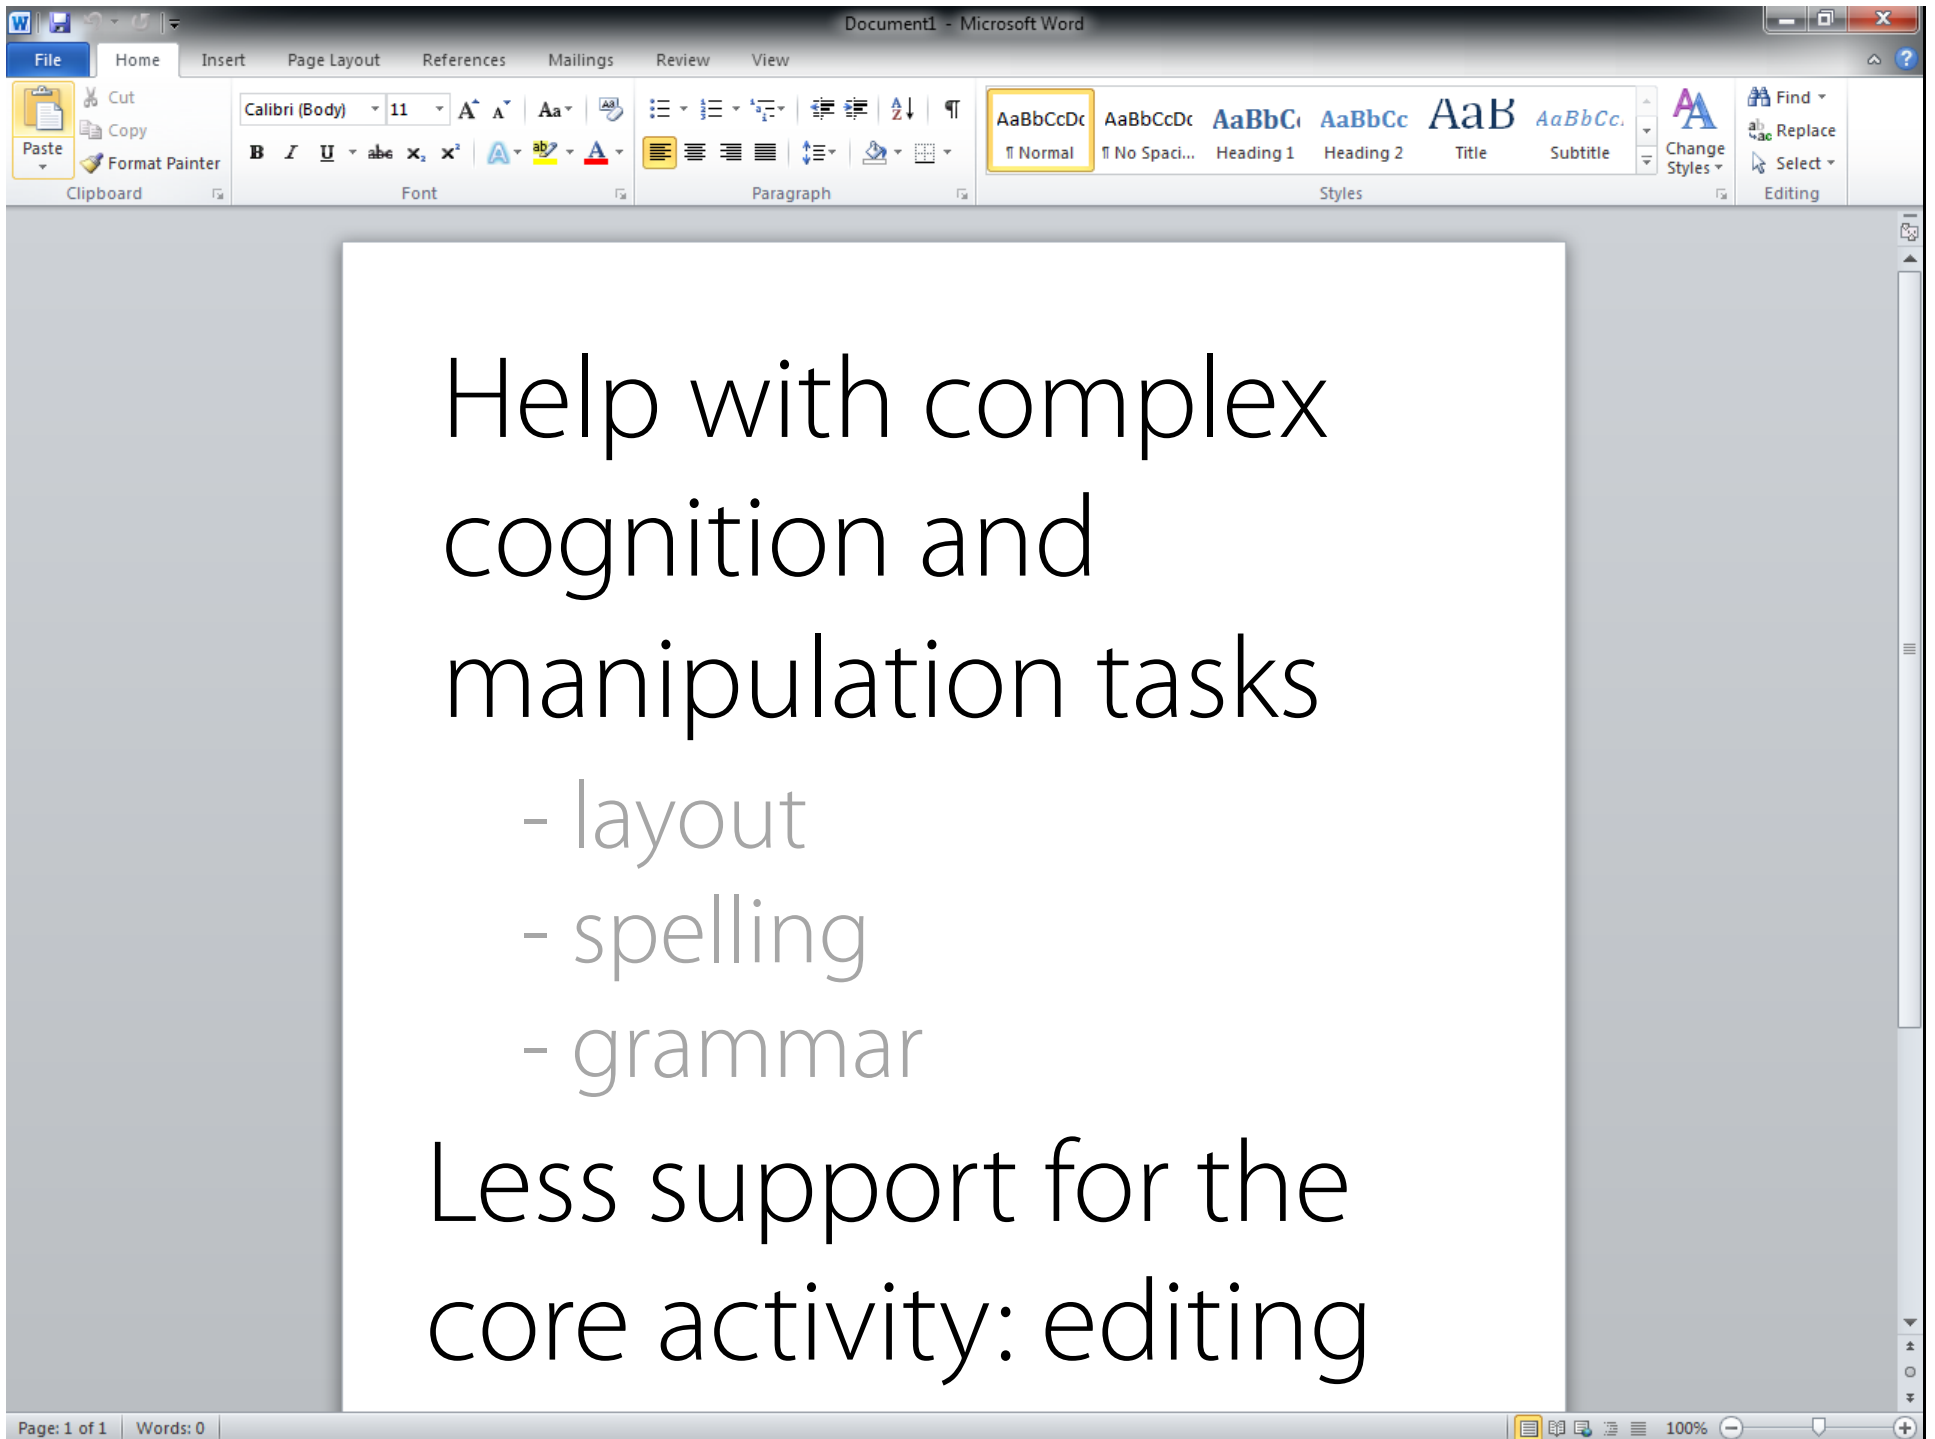 Document1 - Microsoft Word
File Home Insert Page Layout References Mailings Review View
Paste
Cut
Copy
Format Painter
Clipboard
Calibri (Body) 11
Font
Paragraph
AaBbCcDc AaBbCcDc AaBbC AaBbCc AaB AaBbCc.
¶ Normal ¶ No Spaci... Heading 1 Heading 2 Title Subtitle
Change
Styles
Styles
Find
Replace
Select
Editing
Help with complex
cognition and
manipulation tasks
- layout
- spelling
- grammar
Less support for the
core activity: editing
Page: 1 of 1 Words: 0 100%